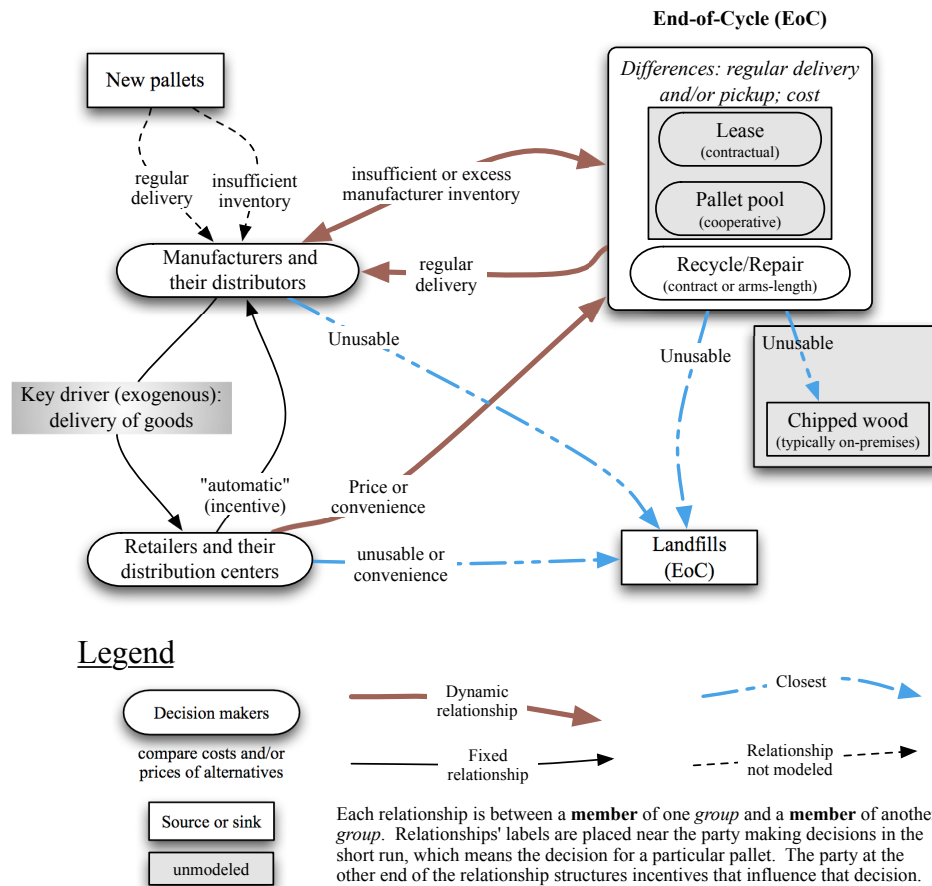 End-of-Cycle (EoC)
New pallets
Differences: regular delivery
and/or pickup; cost
Lease
(contractual)
Pallet pool
(cooperative)
Recycle/Repair
(contract or arms-length)
regular
delivery
insufficient
inventory
insufficient or excess
manufacturer inventory
Manufacturers and
their distributors
regular
delivery
Unusable
Unusable
Unusable
Chipped wood
(typically on-premises)
Key driver (exogenous):
delivery of goods
"automatic"
(incentive)
Price or
convenience
Retailers and their
distribution centers
unusable or
convenience
Landfills
(EoC)
Legend
Decision makers
compare costs and/or
prices of alternatives
Source or sink
unmodeled
Dynamic
relationship
Closest
Fixed
relationship
Relationship
not modeled
Each relationship is between a member of one group and a member of anothe
group. Relationships' labels are placed near the party making decisions in the
short run, which means the decision for a particular pallet. The party at the
other end of the relationship structures incentives that influence that decision.